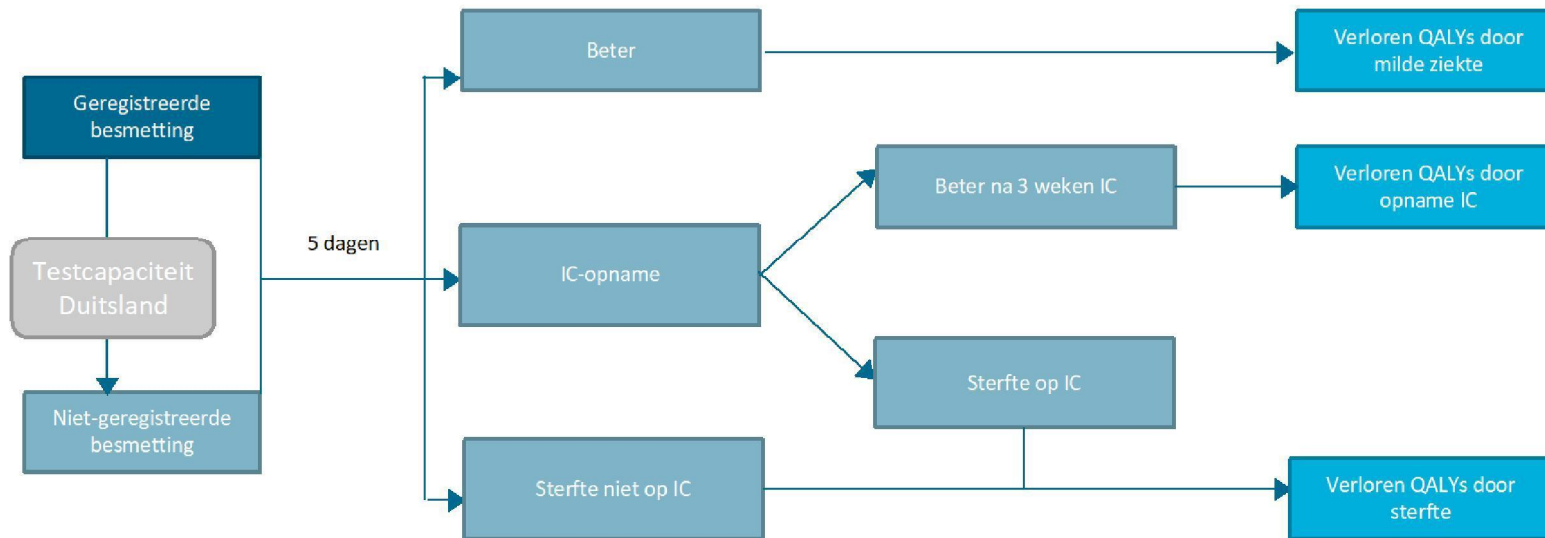 Geregistreerde
besmetting
Testcapaciteit
Duitsland
Niet-geregistreerde
besmetting
5 dagen
Beter
IC-opname
Sterfte niet op IC
Beter na 3 weken IC
Sterfte op IC
Verloren QALYs door
milde ziekte
Verloren QALYs door
opname IC
Verloren QALYs door
sterfte